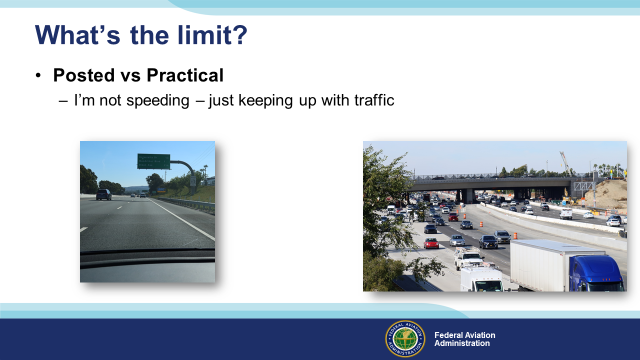 What's the limit?
• Posted vs Practical
– I'm not speeding – just keeping up with traffic
Federal Aviation
Administration